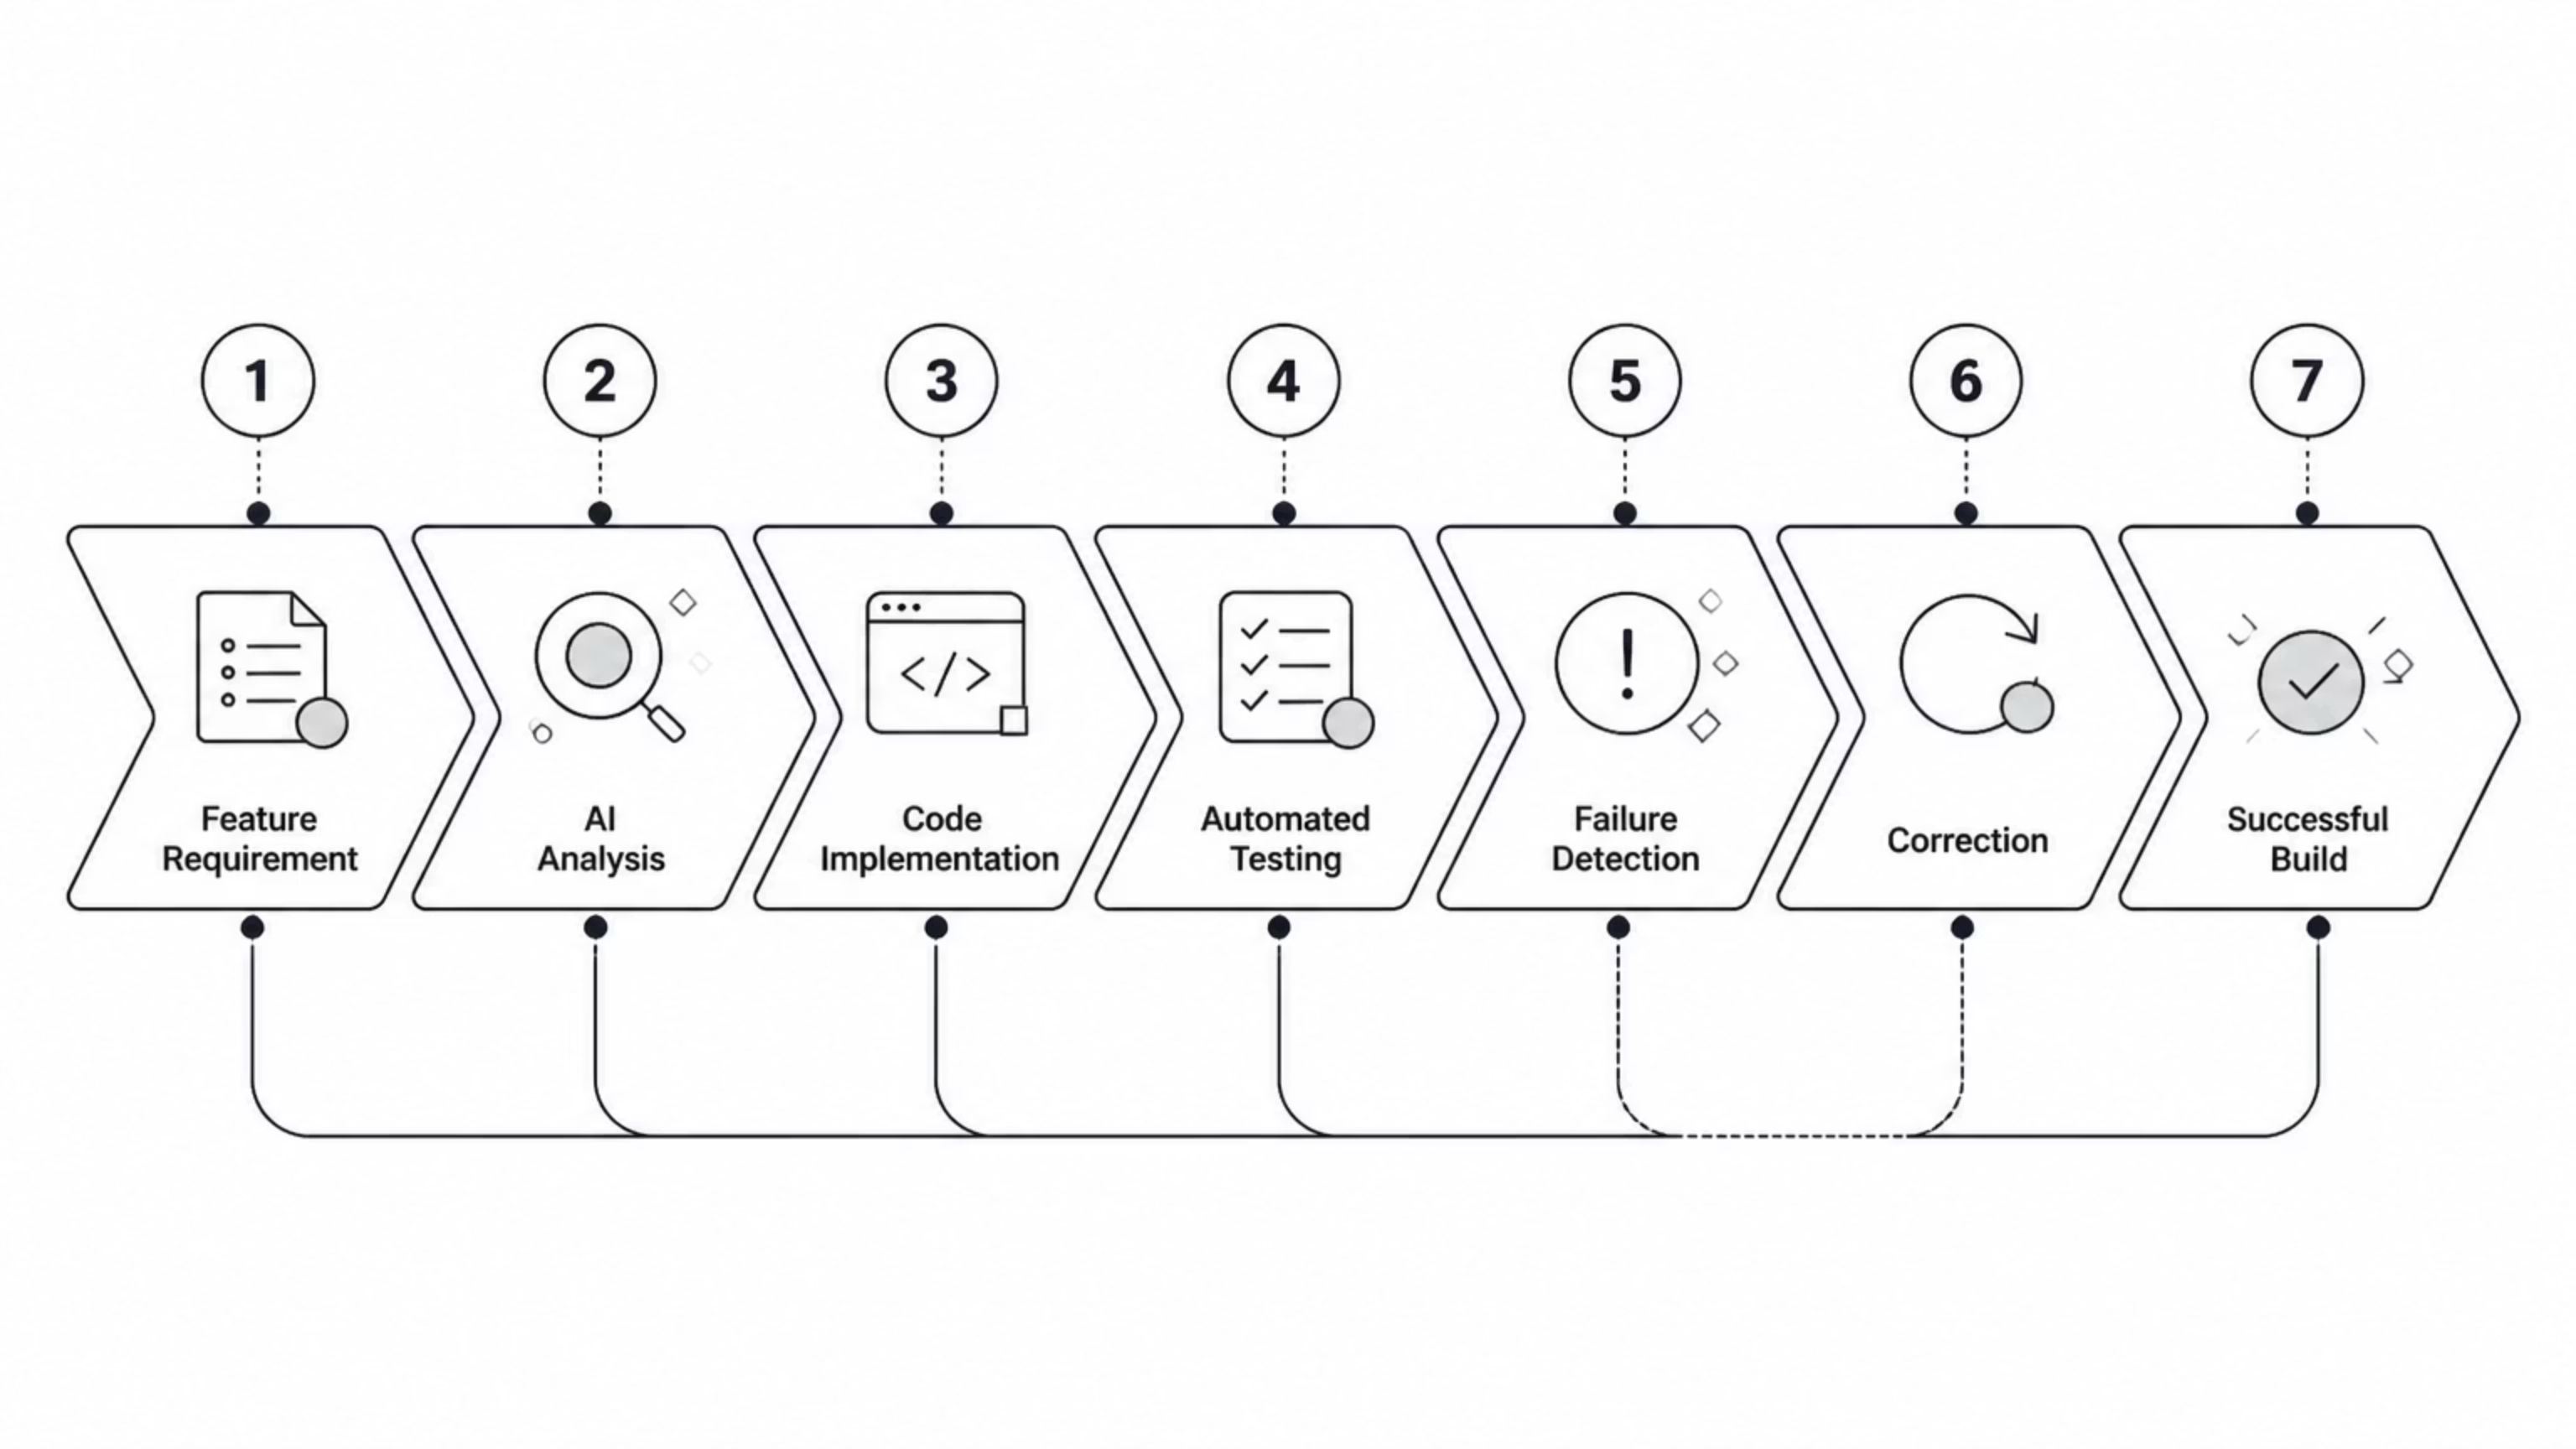 1
2
3
4
5
6
7
</>
Feature
Requirement
AI
Analysis
Code
Implementation
Automated
Testing
!
Failure
Detection
Correction
Successful
Build